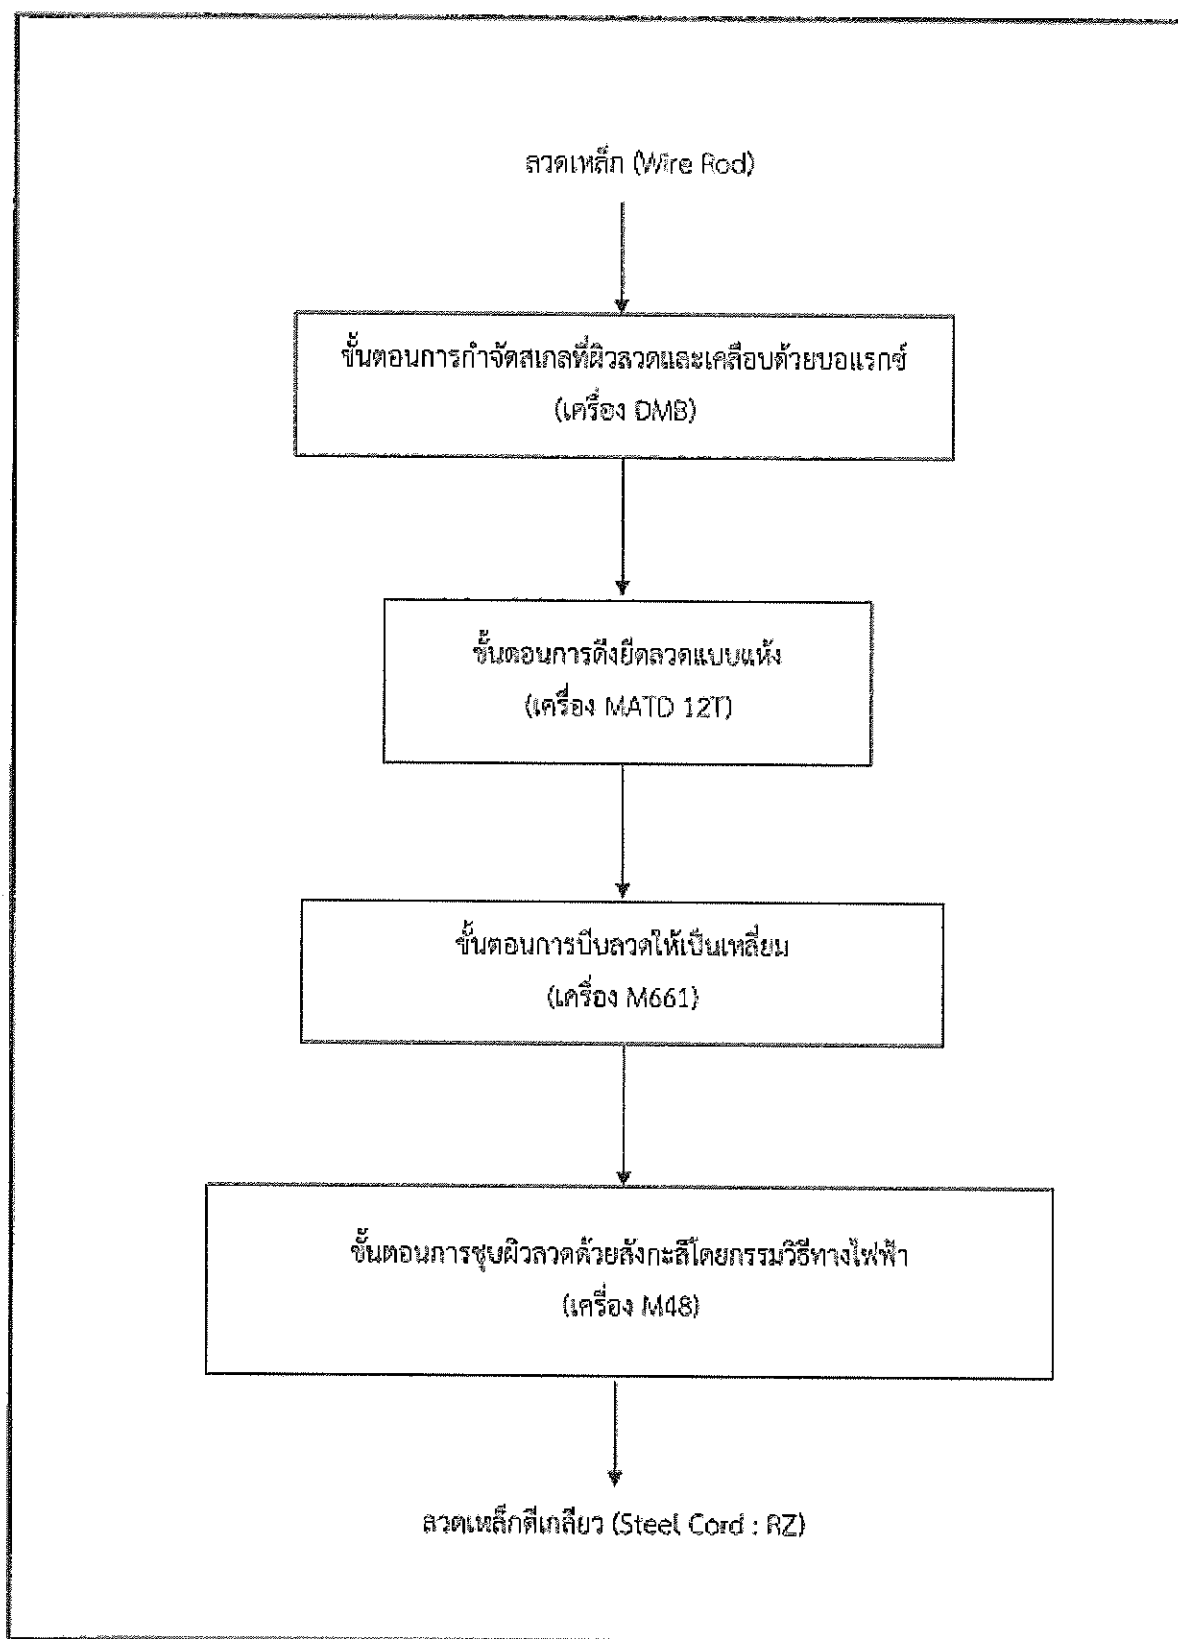 ลวดเหล็ก (Wire Rod)
ขั้นตอนการกำจัดสเกลที่ผิวลวดและเคลือบด้วยบอแรกซ์
(เครื่อง DMB)
ขั้นตอนการดึงยืดลวดแบบแห้ง
(เครื่อง MATD 12T)
ขั้นตอนการบีบลวดให้เป็นเหลี่ยม
(เครื่อง M661)
ขั้นตอนการชุบผิวลวดด้วยสังกะสีโดยกรรมวิธีทางไฟฟ้า
(เครื่อง M48)
ลวดเหล็กตีเกลียว (Steel Cord : RZ)